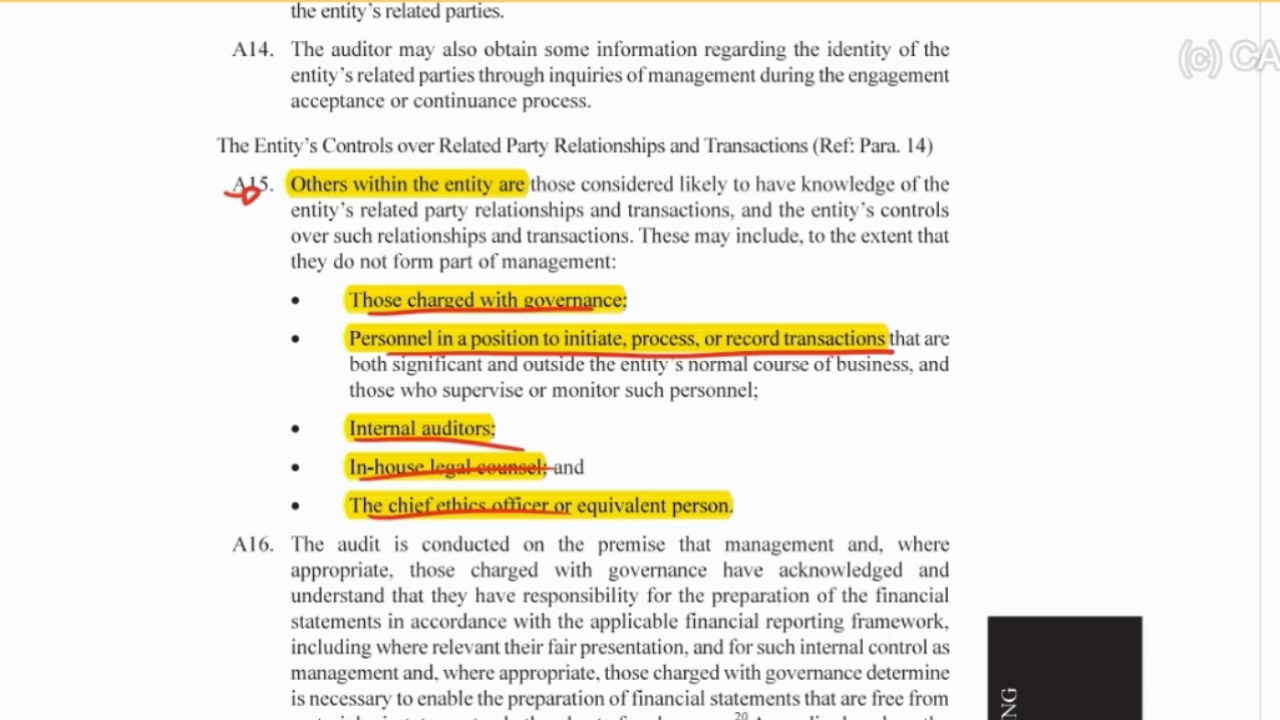 the entity's related parties.
(c) CA
A14. The auditor may also obtain some information regarding the identity of the
entity's related parties through inquiries of management during the engagement
acceptance or continuance process.
The Entity's Controls over Related Party Relationships and Transactions (Ref: Para. 14)
A15. Others within the entity are those considered likely to have knowledge of the
entity's related party relationships and transactions, and the entity's controls
over such relationships and transactions. These may include, to the extent that
they do not form part of management:
• Those charged with governance;
• Personnel in a position to initiate, process, or record transactions that are
both significant and outside the entity's normal course of business, and
those who supervise or monitor such personnel;
• Internal auditors;
• In-house legal counsel; and
• The chief ethics officer or equivalent person.
A16. The audit is conducted on the premise that management and, where
appropriate, those charged with governance have acknowledged and
understand that they have responsibility for the preparation of the financial
statements in accordance with the applicable financial reporting framework,
including where relevant their fair presentation, and for such internal control as
management and, where appropriate, those charged with governance determine
is necessary to enable the preparation of financial statements that are free from
20
NG